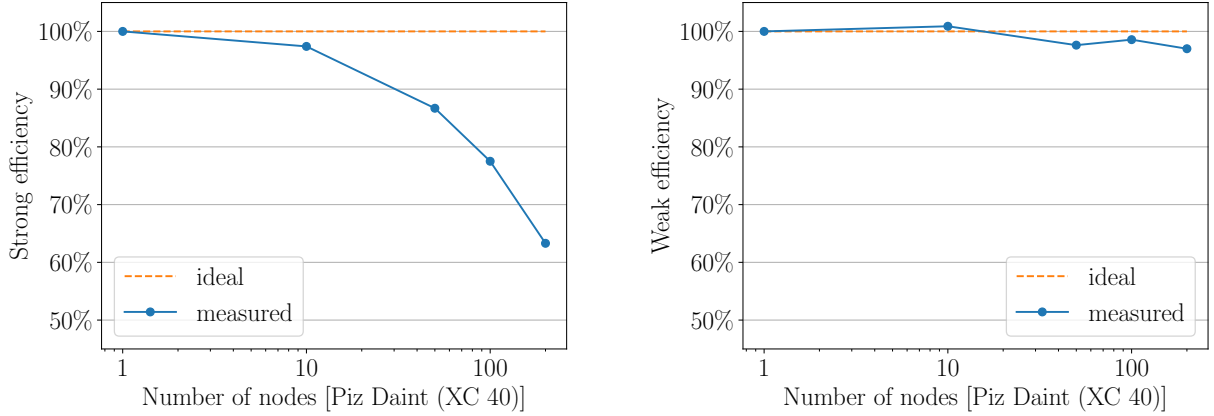 Strong efficiency
100%
90%
80%
70%
60%
50%
ideal
measured
1
10
100
Number of nodes [Piz Daint (XC 40)]
Weak efficiency
100%
90%
80%
70%
60%
50%
ideal
measured
1
10
100
Number of nodes [Piz Daint (XC 40)]